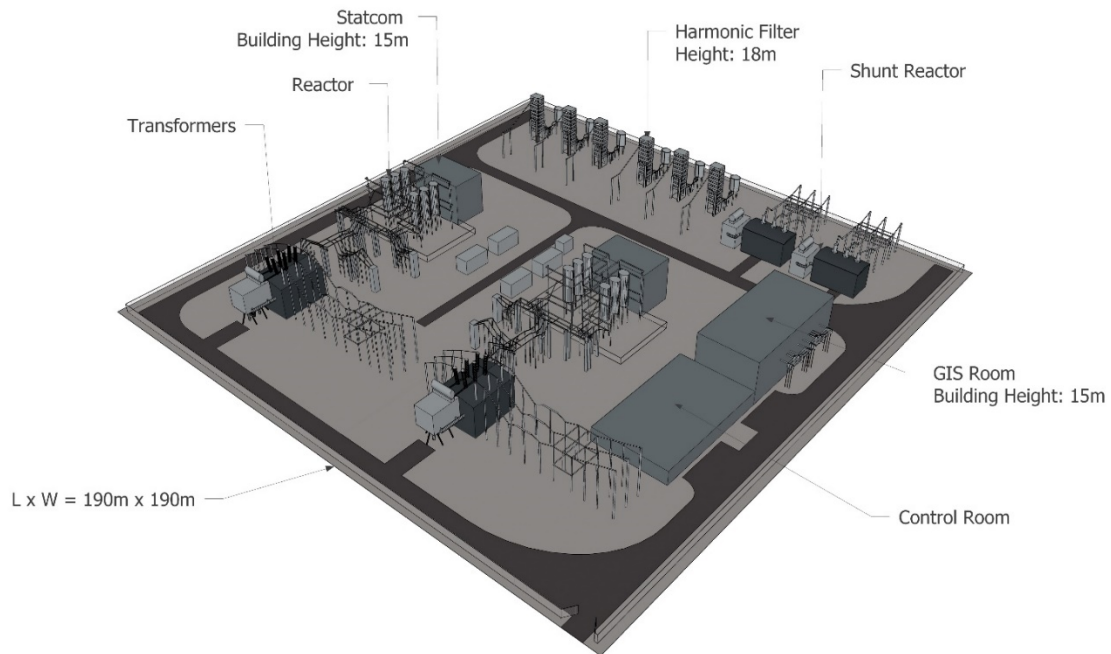 Statcom
Building Height: 15m
Harmonic Filter
Height: 18m
Reactor
Shunt Reactor
Transformers
GIS Room
Building Height: 15m
L x W = 190m x 190m
Control Room